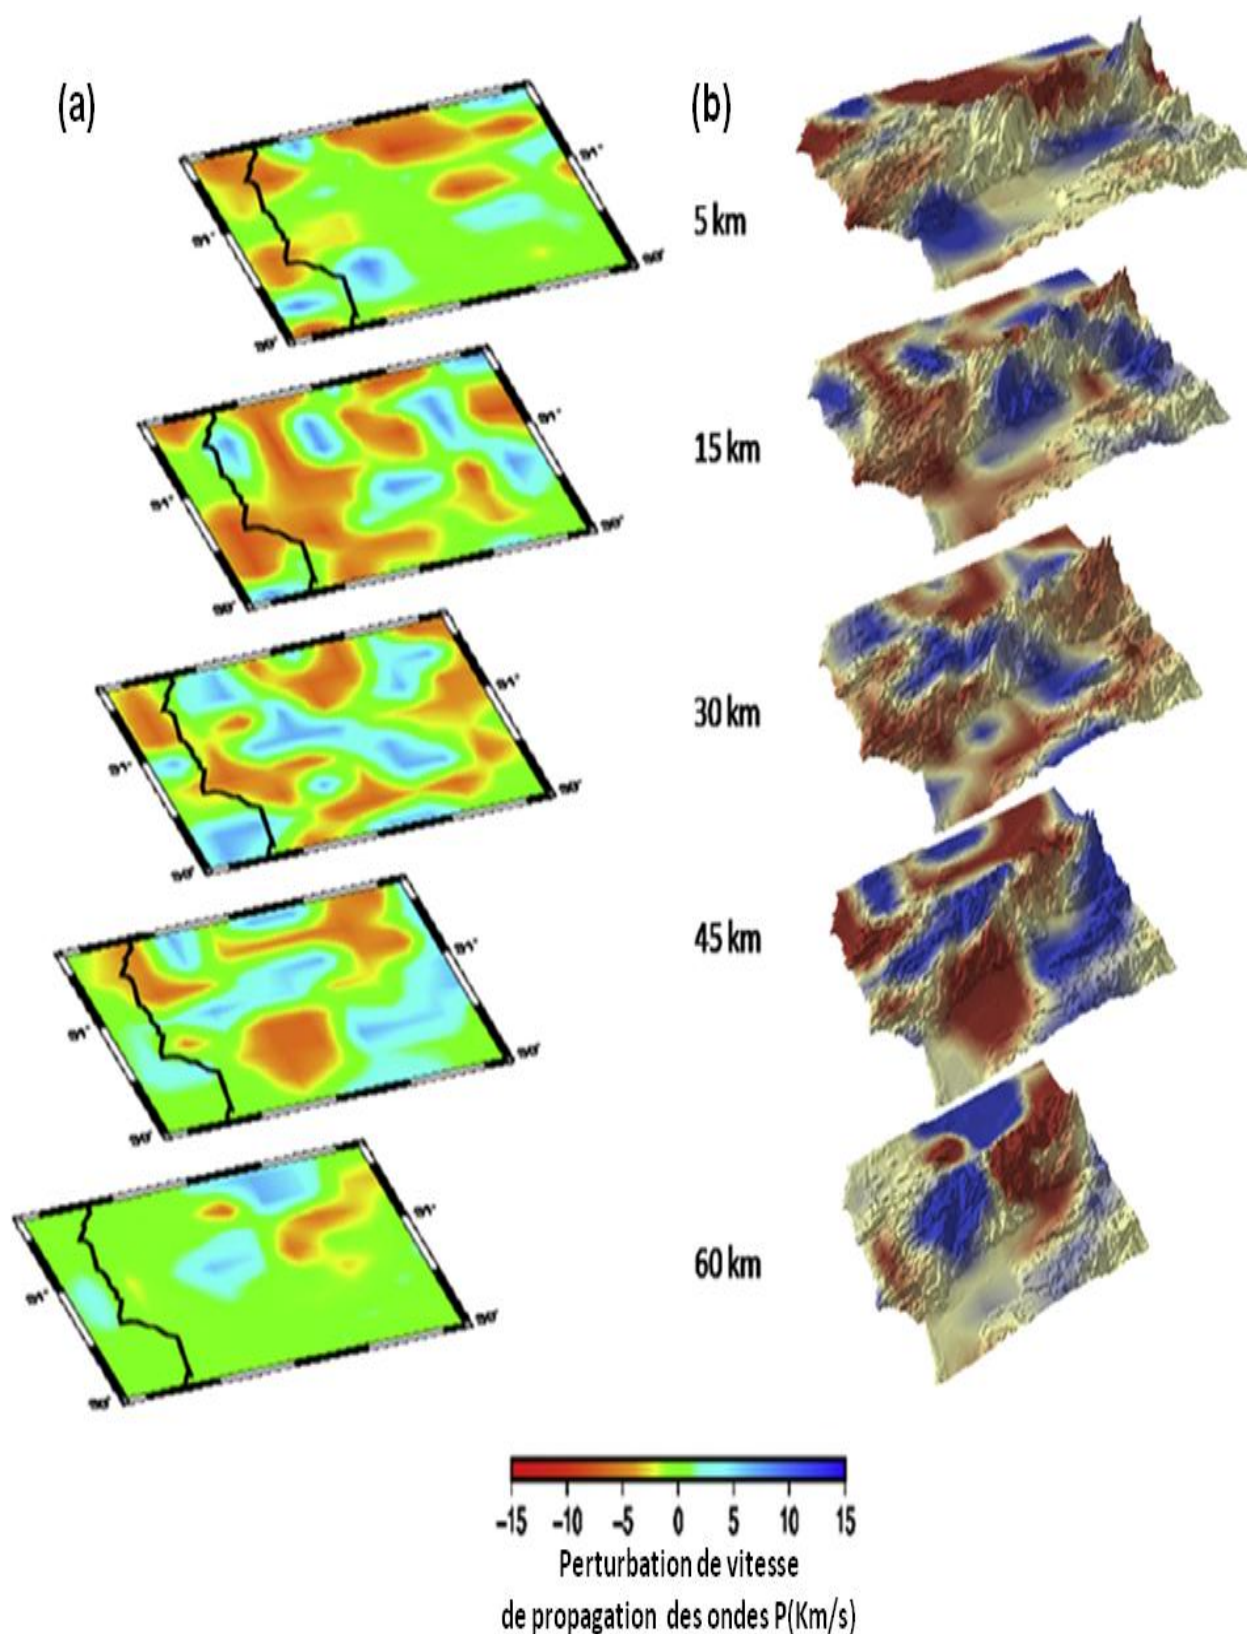 (a)
(b)
5 km
15 km
30 km
45 km
60 km
–15 –10 –5 0 5 10 15
Perturbation de vitesse
de propagation des ondes P(Km/s)